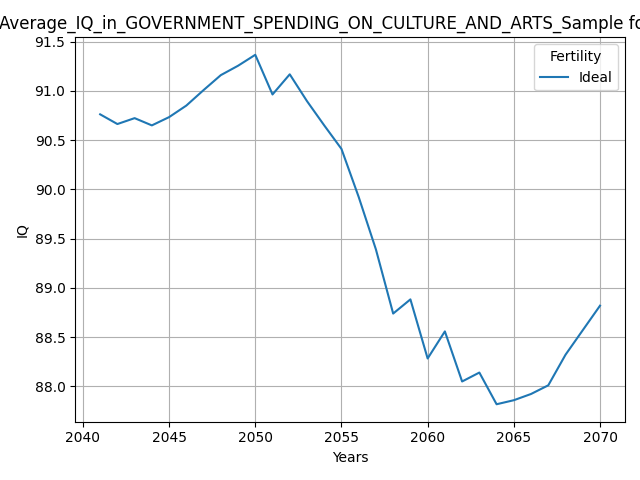 Average_IQ_in_GOVERNMENT_SPENDING_ON_CULTURE_AND_ARTS_Sample fo
91.5
91.0
90.5
90.0
89.5
89.0
88.5
88.0
IQ
Fertility
Ideal
2040 2045 2050 2055 2060 2065 2070
Years